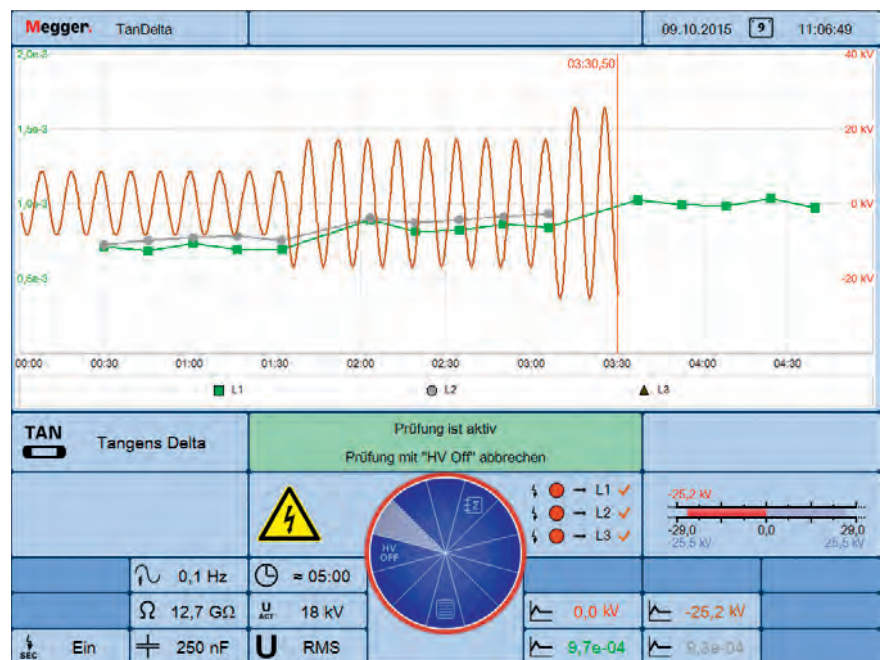 Megger. TanDelta 09.10.2015 9 11:06:49
2,0e-3 40 kV
03:30,50
1,5e-3 20 kV
1,0e-3 0 kV
0,5e-3 -20 kV
00:00 00:30 01:00 01:30 02:00 02:30 03:00 03:30 04:00 04:30
L1 L2 L3
TAN Tangens Delta
Prüfung ist aktiv
Prüfung mit "HV Off" abbrechen
L1
L2
L3
-25,2 kV
-29,0 0,0 29,0
25,5 kV 25,5 kV
HV
OFF
0,1 Hz ≈ 05:00
Ω 12,7 GΩ U ACT 18 kV 0,0 kV -25,2 kV
SEC Ein 250 nF U RMS 9,7e-04 9,3e-04